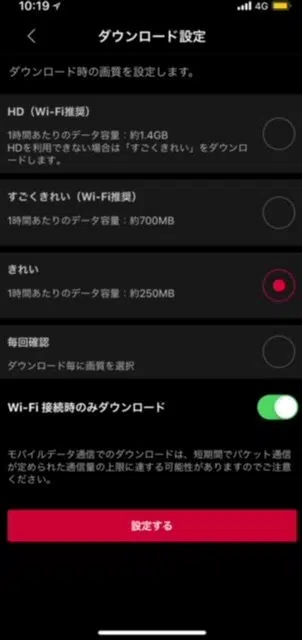 10:19 4G
ダウンロード設定
ダウンロード時の画質を設定します。
HD（Wi-Fi推奨）
1時間あたりのデータ容量：約1.4GB
HDを利用できない場合は「すごくきれい」をダウンロ
ードします。
すごくきれい（Wi-Fi推奨）
1時間あたりのデータ容量：約700MB
きれい
1時間あたりのデータ容量：約250MB
毎回確認
ダウンロード毎に画質を選択
Wi-Fi 接続時のみダウンロード
モバイルデータ通信でのダウンロードは、短期間でパケット通信
が定められた通信量の上限に達する可能性がありますのでご注意
ください。
設定する